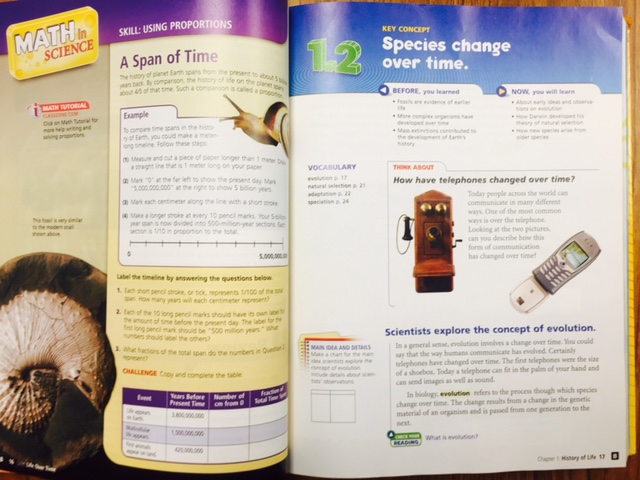 MATH in
SCIENCE
MATH TUTORIAL
CLASSZONE.COM
Click on Math Tutorial for
more help writing and
solving proportions.
This fossil is very similar
to the modern snail
shown above.
SKILL: USING PROPORTIONS
A Span of Time
The history of planet Earth spans from the present to about 5 billion
years back. By comparison, the history of life on the planet spans
about 4/5 of that time. Such a comparison is called a proportion.
Example
To compare time spans in the histo-
ry of Earth, you could make a meter-
long timeline. Follow these steps:
(1) Measure and cut a piece of paper longer than 1 meter. Draw
a straight line that is 1 meter long on your paper.
(2) Mark "0" at the far left to show the present day. Mark
"5,000,000,000" at the right to show 5 billion years.
(3) Mark each centimeter along the line with a short stroke.
(4) Make a longer stroke at every 10 pencil marks. Your 5-billion-
year span is now divided into 500-million-year sections. Each
section is 1/10 in proportion to the total.
0
5,000,000,00
Label the timeline by answering the questions below.
1. Each short pencil stroke, or tick, represents 1/100 of the total
span. How many years will each centimeter represent?
2. Each of the 10 long pencil marks should have its own label for
the amount of time before the present day. The label for the
first long pencil mark should be "500 million years." What
numbers should label the others?
3. What fractions of the total span do the numbers in Question 2
represent?
CHALLENGE Copy and complete the table.
Event Years Before Present Time Number of cm from 0 Fraction of Total Time Span
Life appears on Earth. 3,800,000,000
Multicellular life appears. 1,500,000,000
First animals appear on land. 420,000,000
Life Over Time
KEY CONCEPT
1.2 Species change
over time.
BEFORE, you learned
• Fossils are evidence of earlier
life
• More complex organisms have
developed over time
• Mass extinctions contributed to
the development of Earth's
history
NOW, you will learn
• About early ideas and observa-
tions on evolution
• How Darwin developed his
theory of natural selection
• How new species arise from
older species
VOCABULARY
evolution p. 17
natural selection p. 21
adaptation p. 22
speciation p. 24
THINK ABOUT
How have telephones changed over time?
Today people across the world can
communicate in many different
ways. One of the most common
ways is over the telephone.
Looking at the two pictures,
can you describe how this
form of communication
has changed over time?
Scientists explore the concept of evolution.
MAIN IDEA AND DETAILS
Make a chart for the main
idea scientists explore the
concept of evolution.
Include details about scien-
tists' observations.
In a general sense, evolution involves a change over time. You could
say that the way humans communicate has evolved. Certainly
telephones have changed over time. The first telephones were the size
of a shoebox. Today a telephone can fit in the palm of your hand and
can send images as well as sound.
In biology, evolution refers to the process though which species
change over time. The change results from a change in the genetic
material of an organism and is passed from one generation to the
next.
CHECK YOUR
READING What is evolution?
Chapter 1: History of Life 17 B